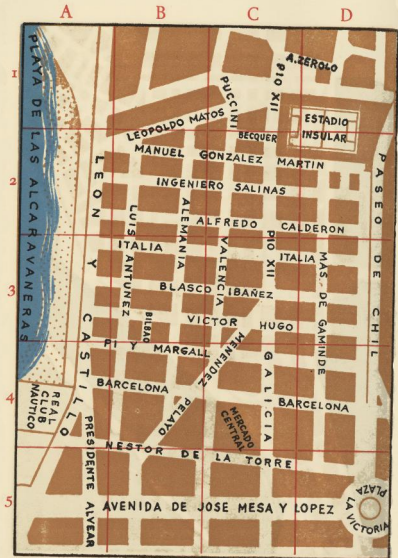 A B C D
1
2
3
4
5
PLAYA DE LAS ALCARAVANERAS
A. ZEROLO
PIO XII
PUCCINI
LEOPOLDO MATOS
BECQUER
ESTADIO
INSULAR
MANUEL GONZALEZ MARTIN
PASEO DE CHIL
LEON Y CASTILLO
INGENIERO SALINAS
LUIS ANTUNEZ
ALEMANIA
ALFREDO CALDERON
VALENCIA
PIO XII
ITALIA
ITALIA
MAS DE GAMINDE
BLASCO IBAÑEZ
BILBAO
VICTOR HUGO
PI Y MARGALL
MENENDEZ PELAYO
GALICIA
BARCELONA
BARCELONA
REAL
CLUB
NAUTICO
MERCADO
CENTRAL
PRESIDENTE ALVEAR
NESTOR DE LA TORRE
AVENIDA DE JOSE MESA Y LOPEZ
PLAZA
LA VICTORIA